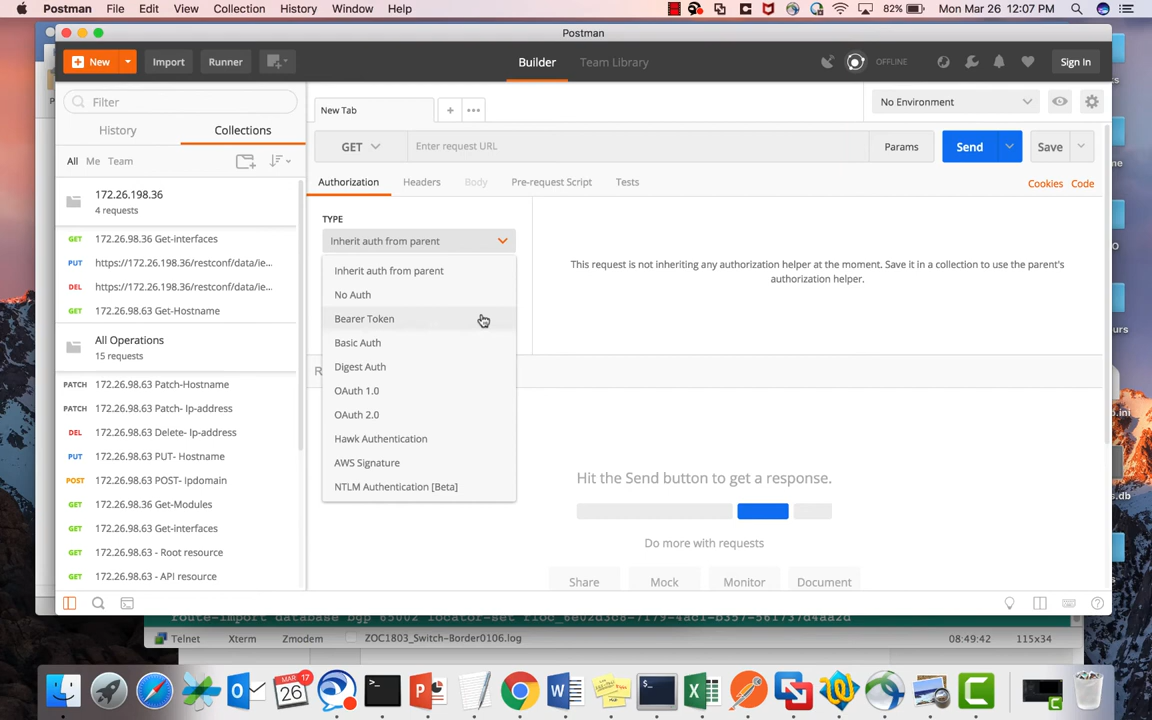 Postman File Edit View Collection History Window Help 82% Mon Mar 26 12:07 PM
Postman
New Import Runner Builder Team Library OFFLINE Sign In
Filter
History Collections
All Me Team
172.26.198.36
4 requests
GET 172.26.98.36 Get-interfaces
PUT https://172.26.198.36/restconf/data/ie...
DEL https://172.26.198.36/restconf/data/ie...
GET 172.26.98.63 Get-Hostname
All Operations
15 requests
PATCH 172.26.98.63 Patch-Hostname
PATCH 172.26.98.63 Patch- Ip-address
DEL 172.26.98.63 Delete- Ip-address
PUT 172.26.98.63 PUT- Hostname
POST 172.26.98.63 POST- Ipdomain
GET 172.26.98.36 Get-Modules
GET 172.26.98.63 Get-interfaces
GET 172.26.98.63 - Root resource
GET 172.26.98.63 - API resource
New Tab
No Environment
GET Enter request URL Params Send Save
Authorization Headers Body Pre-request Script Tests Cookies Code
TYPE
Inherit auth from parent
Inherit auth from parent
No Auth
Bearer Token
Basic Auth
Digest Auth
OAuth 1.0
OAuth 2.0
Hawk Authentication
AWS Signature
NTLM Authentication [Beta]
This request is not inheriting any authorization helper at the moment. Save it in a collection to use the parent's
authorization helper.
Hit the Send button to get a response.
Do more with requests
Share Mock Monitor Document
Telnet Xterm Zmodem ZOC1803_Switch-Border0106.log 08:49:42 115x34
MAR 17
26